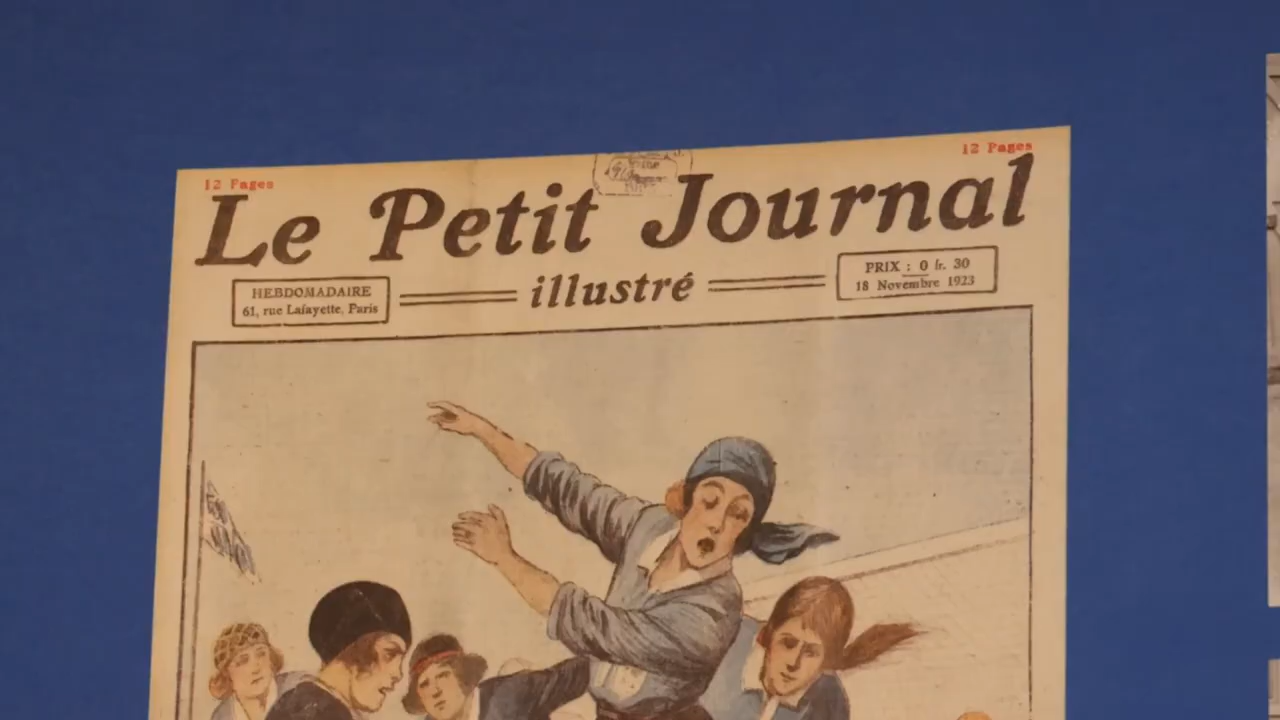 12 Pages
12 Pages
Le Petit Journal
HEBDOMADAIRE
61, rue Lafayette, Paris
illustré
PRIX : 0 fr. 30
18 Novembre 1923